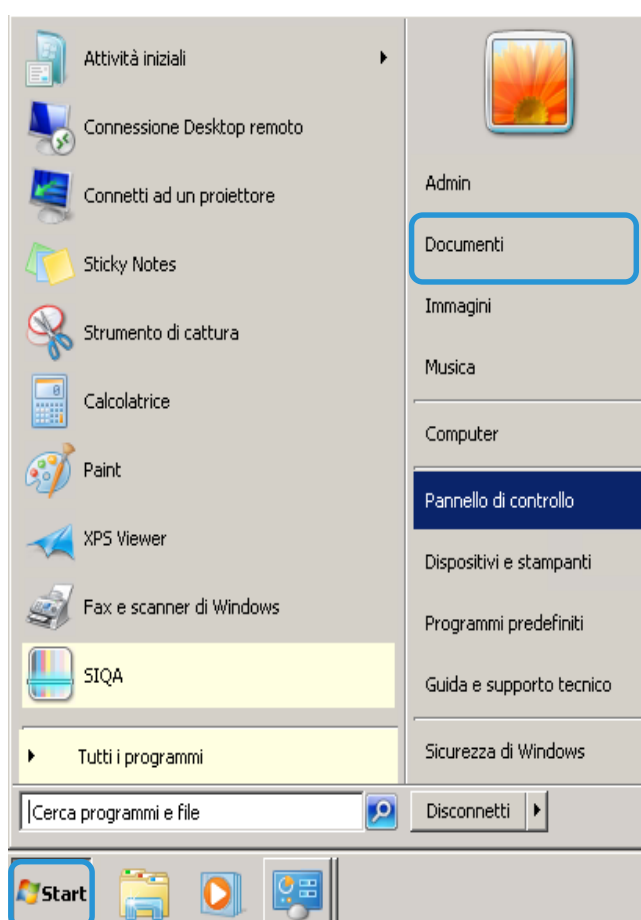 Attività iniziali
Connessione Desktop remoto
Connetti ad un proiettore
Sticky Notes
Strumento di cattura
Calcolatrice
Paint
XPS Viewer
Fax e scanner di Windows
SIQA
Tutti i programmi
Cerca programmi e file
Admin
Documenti
Immagini
Musica
Computer
Pannello di controllo
Dispositivi e stampanti
Programmi predefiniti
Guida e supporto tecnico
Sicurezza di Windows
Disconnetti
Start